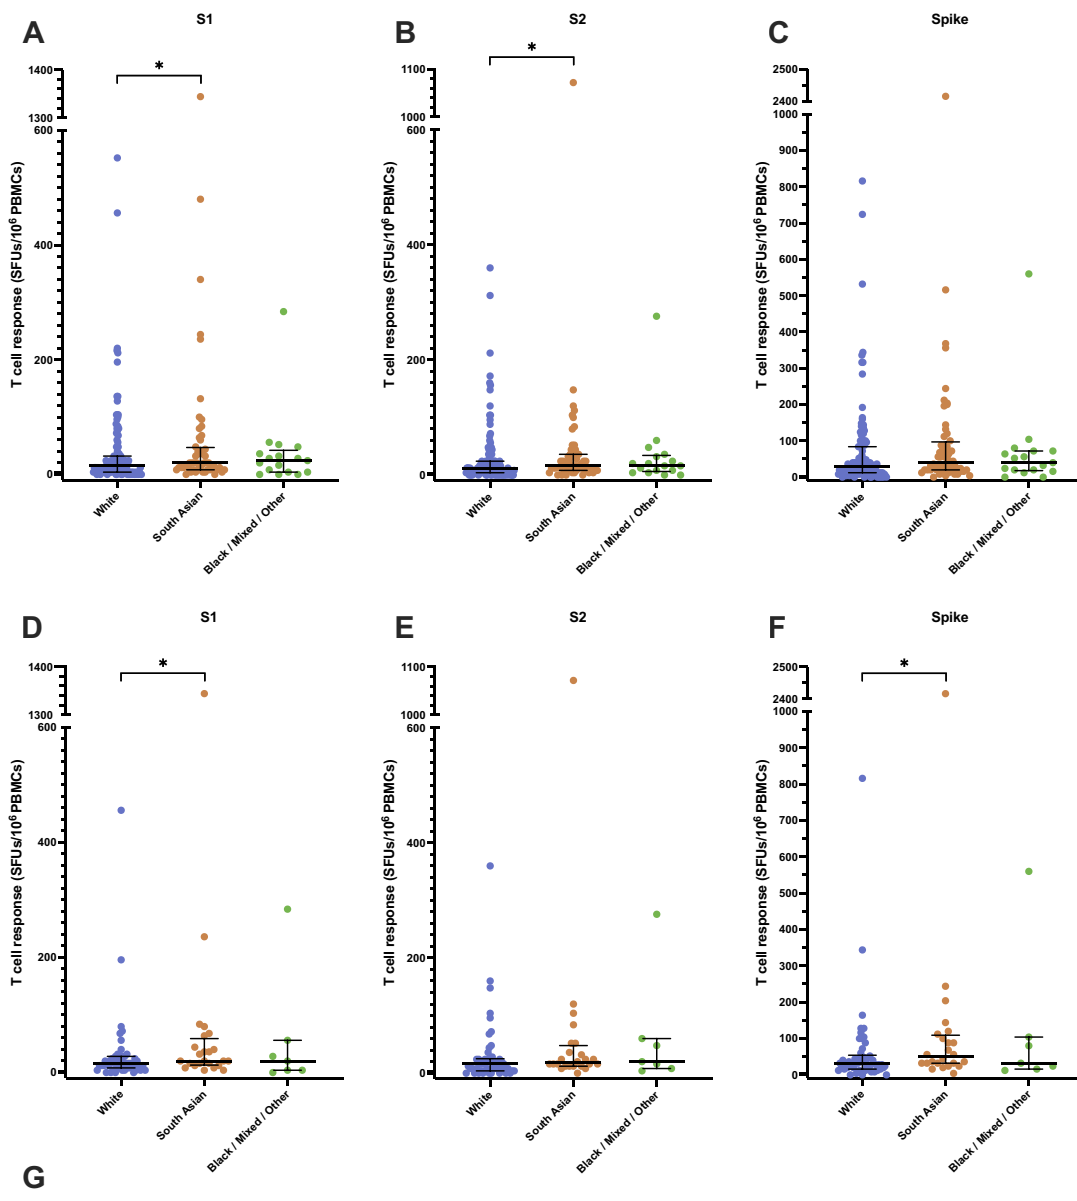 A
S1
*
T cell response (SFUs/10⁶ PBMCs)
1400
1300
600
400
200
0
White
South Asian
Black / Mixed / Other
B
S2
*
T cell response (SFUs/10⁶ PBMCs)
1100
1000
600
400
200
0
White
South Asian
Black / Mixed / Other
C
Spike
T cell response (SFUs/10⁶ PBMCs)
2500
2400
1000
900
800
700
600
500
400
300
200
100
0
White
South Asian
Black / Mixed / Other
D
S1
*
T cell response (SFUs/10⁶ PBMCs)
1400
1300
600
400
200
0
White
South Asian
Black / Mixed / Other
E
S2
T cell response (SFUs/10⁶ PBMCs)
1100
1000
600
400
200
0
White
South Asian
Black / Mixed / Other
F
Spike
*
T cell response (SFUs/10⁶ PBMCs)
2500
2400
1000
900
800
700
600
500
400
300
200
100
0
White
South Asian
Black / Mixed / Other
G